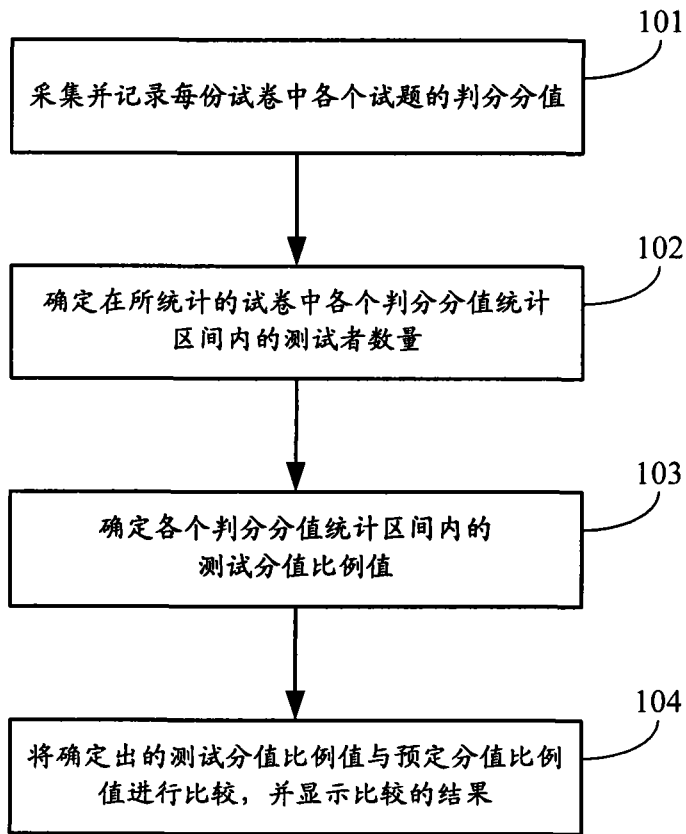 101
采集并记录每份试卷中各个试题的判分分值
102
确定在所统计的试卷中各个判分分值统计
区间内的测试者数量
103
确定各个判分分值统计区间内的
测试分值比例值
104
将确定出的测试分值比例值与预定分值比例
值进行比较，并显示比较的结果